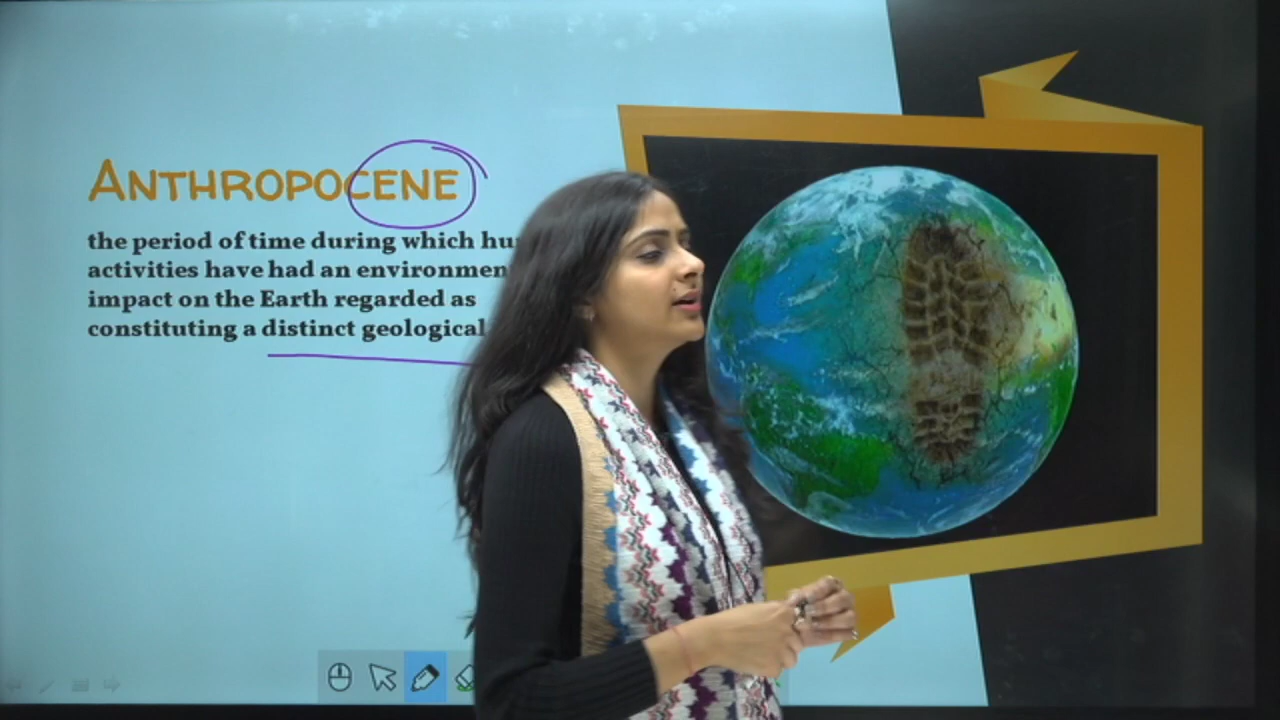 ANTHROPOCENE
the period of time during which
activities have had an
impact on the Earth regarded as
constituting a distinct geological